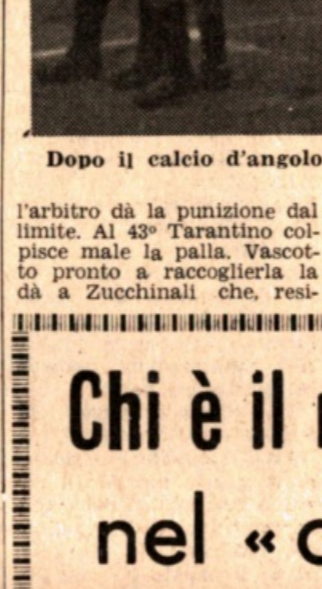 Dopo il calcio d'angolo
l'arbitro dà la punizione dal
limite. Al 43º Tarantino col-
pisce male la palla. Vascot-
to pronto a raccoglierla la
dà a Zucchinali che, resi-
Chi è il
nel «